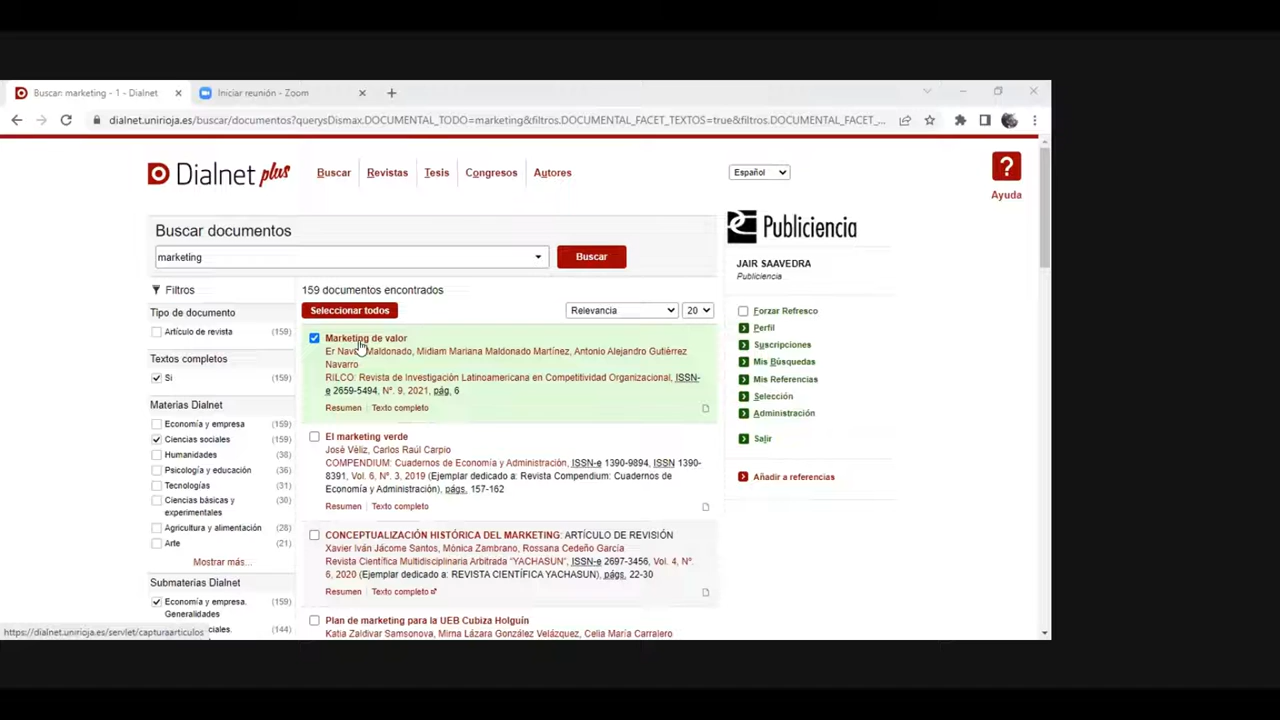 Buscar: marketing - 1 - Dialnet
Iniciar reunión - Zoom
dialnet.unirioja.es/buscar/documentos?querysDismax.DOCUMENTAL_TODO=marketing&filtros.DOCUMENTAL_FACET_TEXTOS=true&filtros.DOCUMENTAL_FACET_...
Dialnet plus
Buscar
Revistas
Tesis
Congresos
Autores
Español
?
Ayuda
Buscar documentos
marketing
Buscar
Filtros
Tipo de documento
Artículo de revista (159)
Textos completos
Sí (159)
Materias Dialnet
Economía y empresa (159)
Ciencias sociales (159)
Humanidades (38)
Psicología y educación (36)
Tecnologías (31)
Ciencias básicas y (30)
experimentales
Agricultura y alimentación (28)
Arte (21)
Mostrar más...
Submaterias Dialnet
Economía y empresa. (159)
Generalidades
ciales. (144)
https://dialnet.unirioja.es/servlet/capturaarticulos
159 documentos encontrados
Seleccionar todos
Relevancia
20
Marketing de valor
Er Nava Maldonado, Midiam Mariana Maldonado Martínez, Antonio Alejandro Gutiérrez
Navarro
RILCO: Revista de Investigación Latinoamericana en Competitividad Organizacional, ISSN-
e 2659-5494, Nº. 9, 2021, pág. 6
Resumen | Texto completo
El marketing verde
José Véliz, Carlos Raúl Carpio
COMPENDIUM: Cuadernos de Economía y Administración, ISSN-e 1390-9894, ISSN 1390-
8391, Vol. 6, Nº. 3, 2019 (Ejemplar dedicado a: Revista Compendium: Cuadernos de
Economía y Administración), págs. 157-162
Resumen | Texto completo
CONCEPTUALIZACIÓN HISTÓRICA DEL MARKETING: ARTÍCULO DE REVISIÓN
Xavier Iván Jácome Santos, Mónica Zambrano, Rossana Cedeño García
Revista Científica Multidisciplinaria Arbitrada "YACHASUN", ISSN-e 2697-3456, Vol. 4, Nº.
6, 2020 (Ejemplar dedicado a: REVISTA CIENTÍFICA YACHASUN), págs. 22-30
Resumen | Texto completo
Plan de marketing para la UEB Cubiza Holguín
Katia Zaldivar Samsonova, Mirna Lázara González Velázquez, Celia María Carralero
Publiciencia
JAIR SAAVEDRA
Publiciencia
Forzar Refresco
Perfil
Suscripciones
Mis Búsquedas
Mis Referencias
Selección
Administración
Salir
Añadir a referencias